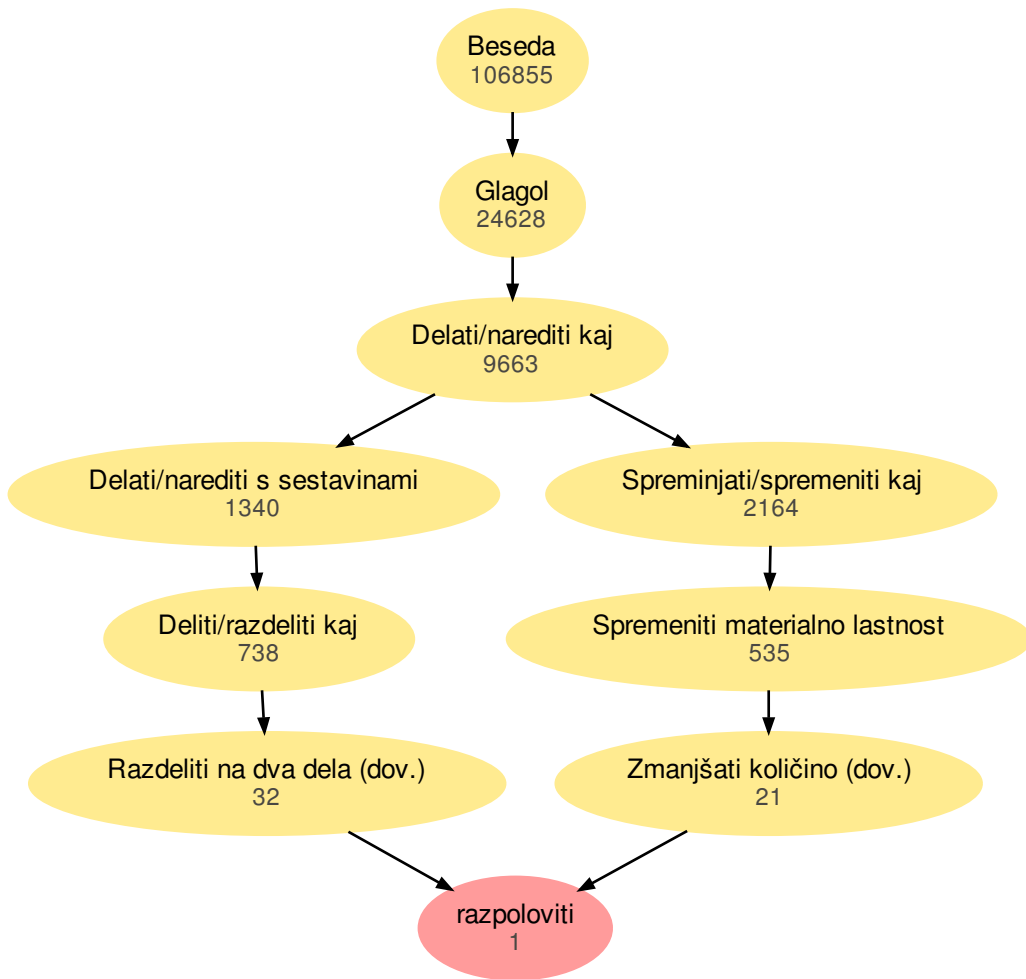 Beseda
106855
Glagol
24628
Delati/narediti kaj
9663
Delati/narediti s sestavinami
1340
Spreminjati/spremeniti kaj
2164
Deliti/razdeliti kaj
738
Spremeniti materialno lastnost
535
Razdeliti na dva dela (dov.)
32
Zmanjšati količino (dov.)
21
razpoloviti
1